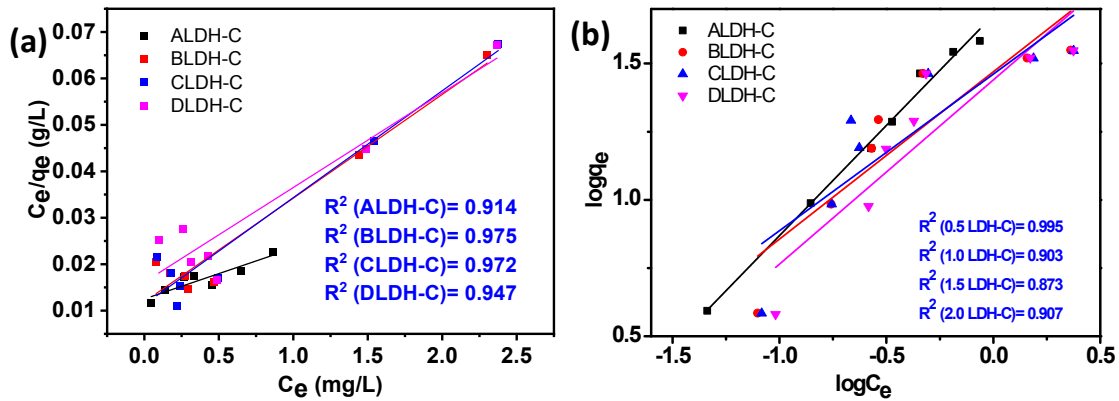 (a)
ALDH-C
BLDH-C
CLDH-C
DLDH-C
0.07
0.06
0.05
0.04
0.03
0.02
0.01
Ce/qe (g/L)
R² (ALDH-C)= 0.914
R² (BLDH-C)= 0.975
R² (CLDH-C)= 0.972
R² (DLDH-C)= 0.947
0.0 0.5 1.0 1.5 2.0 2.5
Ce (mg/L)
(b)
ALDH-C
BLDH-C
CLDH-C
DLDH-C
1.5
1.0
0.5
logqe
R² (0.5 LDH-C)= 0.995
R² (1.0 LDH-C)= 0.903
R² (1.5 LDH-C)= 0.873
R² (2.0 LDH-C)= 0.907
-1.5 -1.0 -0.5 0.0 0.5
logCe